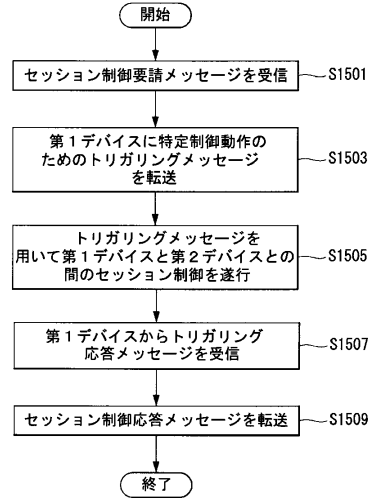 開始
セッション制御要請メッセージを受信
S1501
第1デバイスに特定制御動作の
ためのトリガリングメッセージ
を転送
S1503
トリガリングメッセージを
用いて第1デバイスと第2デバイスとの
間のセッション制御を遂行
S1505
第1デバイスからトリガリング
応答メッセージを受信
S1507
セッション制御応答メッセージを転送
S1509
終了